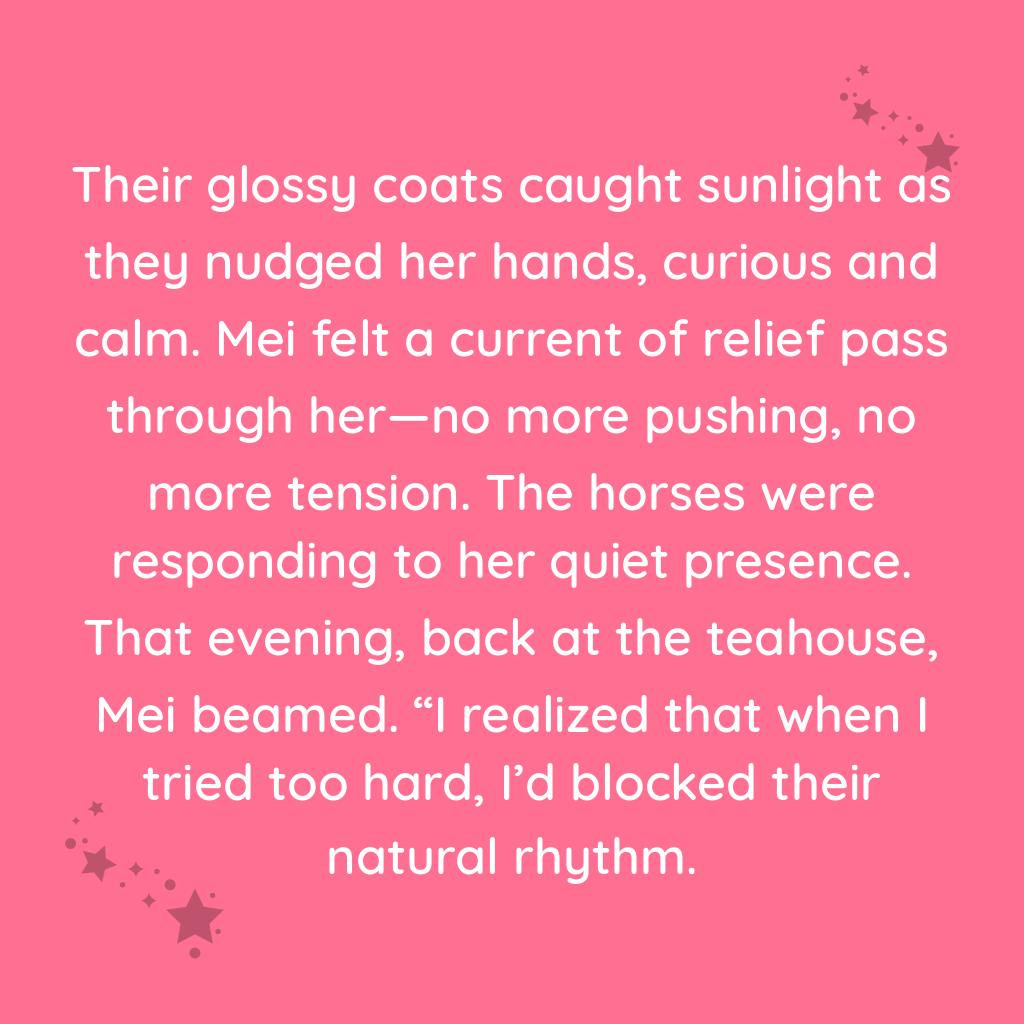 Their glossy coats caught sunlight as
they nudged her hands, curious and
calm. Mei felt a current of relief pass
through her—no more pushing, no
more tension. The horses were
responding to her quiet presence.
That evening, back at the teahouse,
Mei beamed. “I realized that when I
tried too hard, I’d blocked their
natural rhythm.